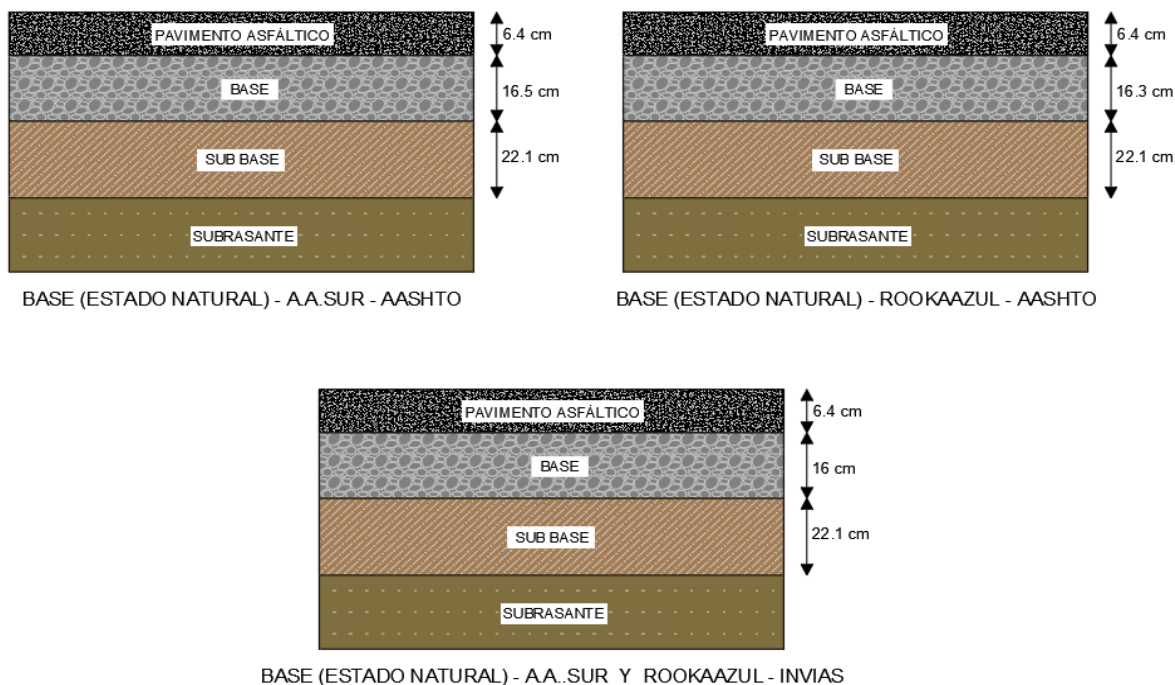 PAVIMENTO ASFÁLTICO
6.4 cm
BASE
16.5 cm
SUB BASE
22.1 cm
SUBRASANTE
BASE (ESTADO NATURAL) - A.A.SUR - AASHTO
PAVIMENTO ASFÁLTICO
6.4 cm
BASE
16.3 cm
SUB BASE
22.1 cm
SUBRASANTE
BASE (ESTADO NATURAL) - ROOKAAZUL - AASHTO
PAVIMENTO ASFÁLTICO
6.4 cm
BASE
16 cm
SUB BASE
22.1 cm
SUBRASANTE
BASE (ESTADO NATURAL) - A.A..SUR Y ROOKAAZUL - INVIAS